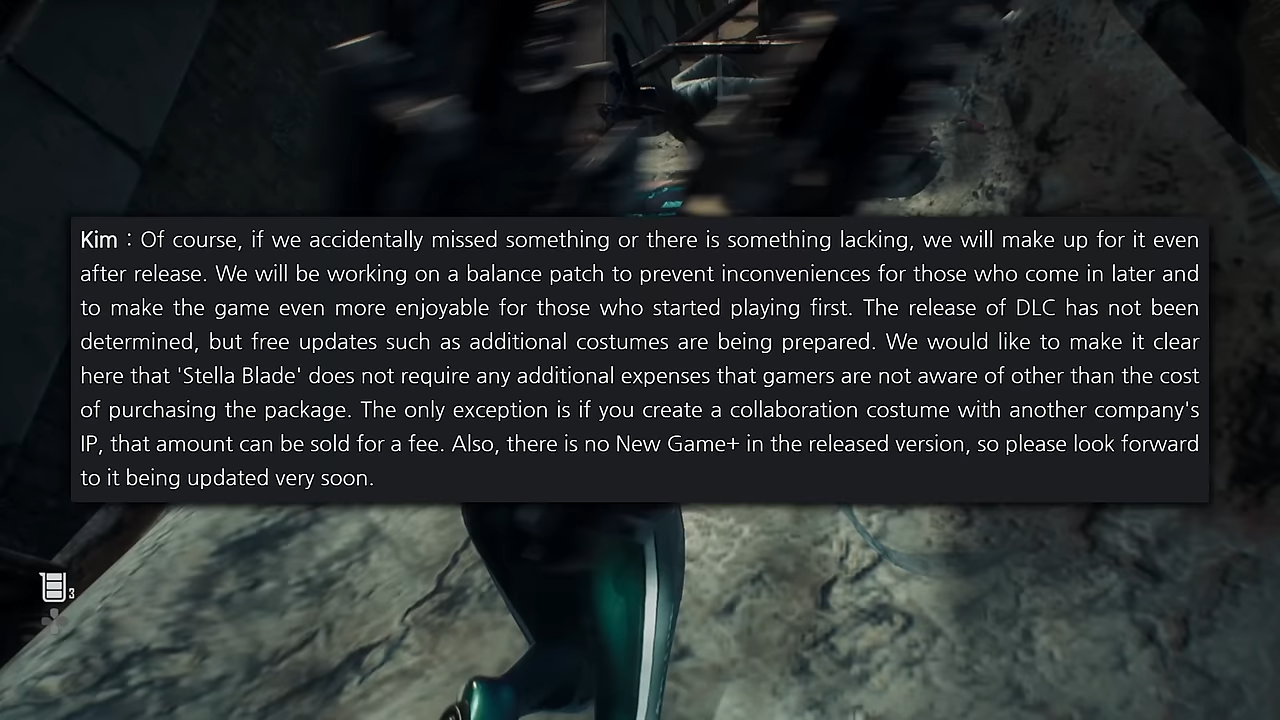 Kim : Of course, if we accidentally missed something or there is something lacking, we will make up for it even
after release. We will be working on a balance patch to prevent inconveniences for those who come in later and
to make the game even more enjoyable for those who started playing first. The release of DLC has not been
determined, but free updates such as additional costumes are being prepared. We would like to make it clear
here that 'Stella Blade' does not require any additional expenses that gamers are not aware of other than the cost
of purchasing the package. The only exception is if you create a collaboration costume with another company's
IP, that amount can be sold for a fee. Also, there is no New Game+ in the released version, so please look forward
to it being updated very soon.
3